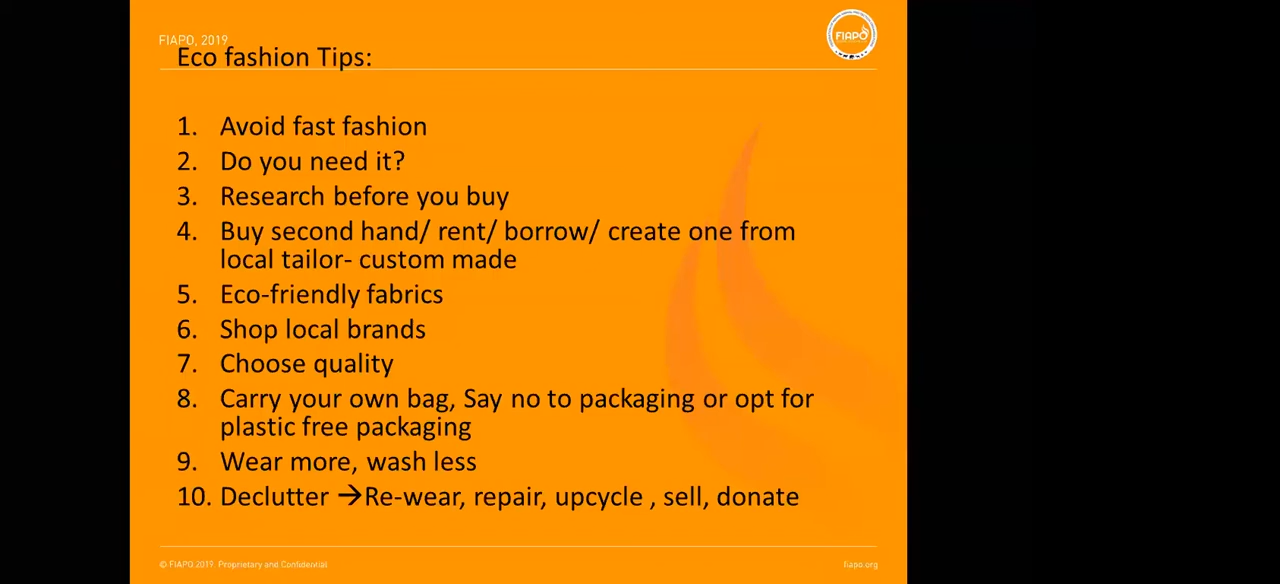 FIAPO, 2019
FIAPO
Eco fashion Tips:
1. Avoid fast fashion
2. Do you need it?
3. Research before you buy
4. Buy second hand/ rent/ borrow/ create one from
local tailor- custom made
5. Eco-friendly fabrics
6. Shop local brands
7. Choose quality
8. Carry your own bag, Say no to packaging or opt for
plastic free packaging
9. Wear more, wash less
10. Declutter →Re-wear, repair, upcycle , sell, donate
© FIAPO 2019. Proprietary and Confidential
fiapo.org